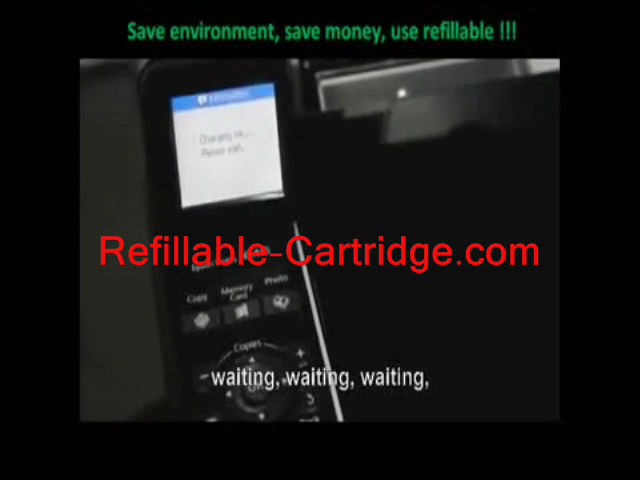 Save environment, save money, use refillable !!!
Charging ink...
Please wait.
Refillable-Cartridge.com
Copy
Memory
Card
Photo
Copies
+
-
OK
waiting, waiting, waiting,